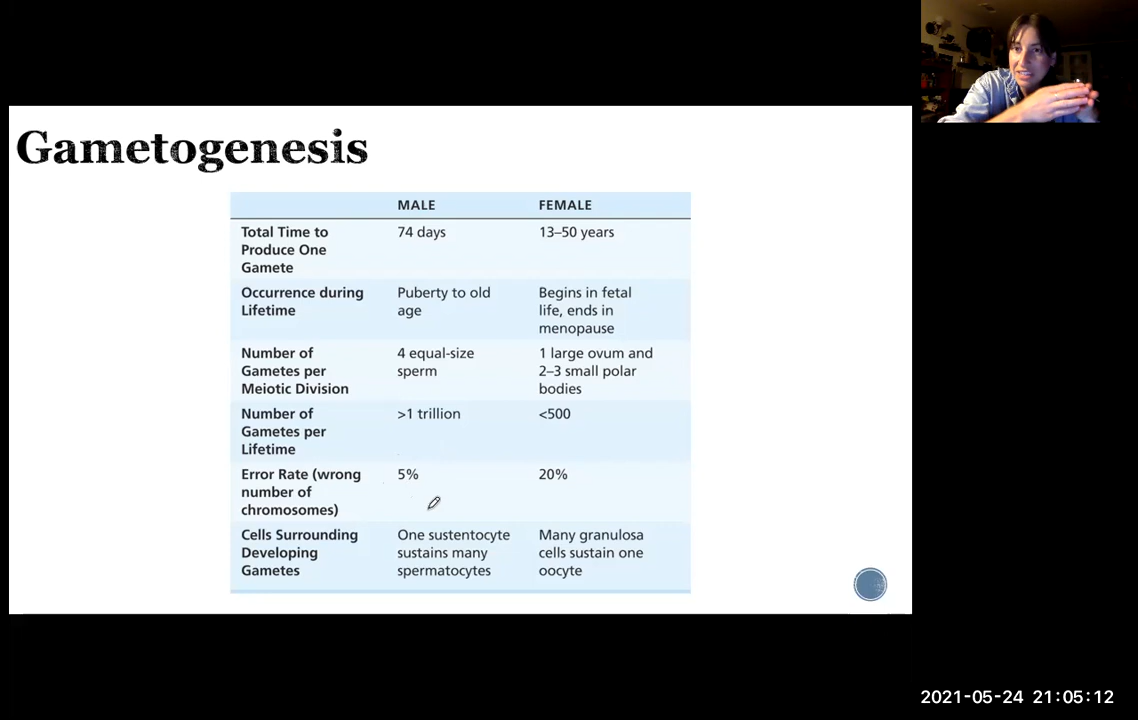 Gametogenesis
MALE FEMALE
Total Time to 74 days 13–50 years
Produce One
Gamete
Occurrence during Puberty to old Begins in fetal
Lifetime age life, ends in
menopause
Number of 4 equal-size 1 large ovum and
Gametes per sperm 2–3 small polar
Meiotic Division bodies
Number of >1 trillion <500
Gametes per
Lifetime
Error Rate (wrong 5% 20%
number of
chromosomes)
Cells Surrounding One sustentocyte Many granulosa
Developing sustains many cells sustain one
Gametes spermatocytes oocyte
2021-05-24 21:05:12